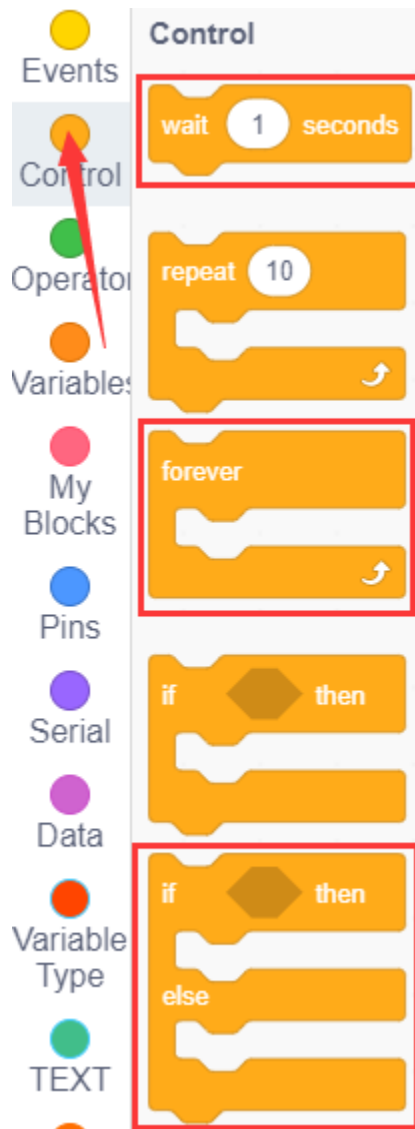 Events
Control
Operator
Variables
My
Blocks
Pins
Serial
Data
Variable
Type
TEXT
Control
wait 1 seconds
repeat 10
forever
if then
if then
else